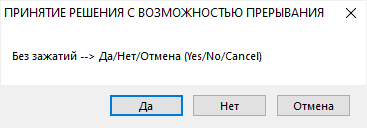 ПРИНЯТИЕ РЕШЕНИЯ С ВОЗМОЖНОСТЬЮ ПРЕРЫВАНИЯ
Без зажатий --> Да/Нет/Отмена (Yes/No/Cancel)
Да Нет Отмена